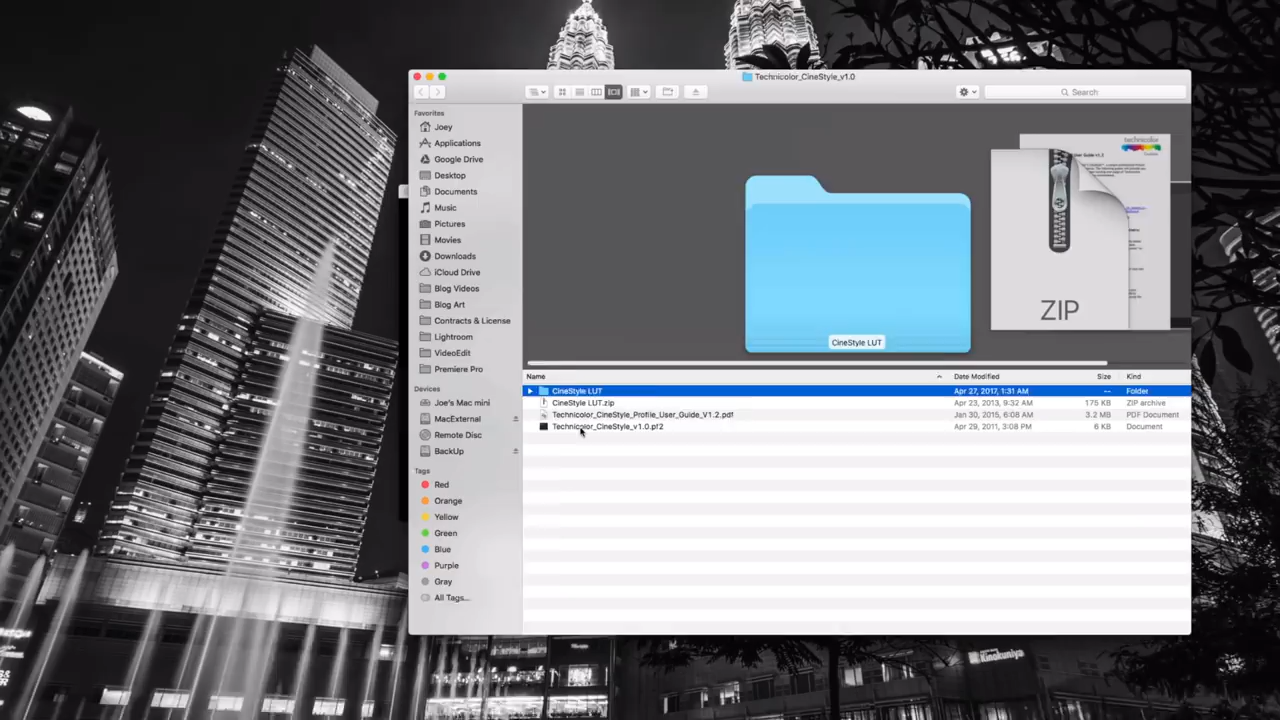 Technicolor_CineStyle_v1.0
Search
Favorites
Joey
Applications
Google Drive
Desktop
Documents
Music
Pictures
Movies
Downloads
iCloud Drive
Blog Videos
Blog Art
Contracts & License
Lightroom
VideoEdit
Premiere Pro
Devices
Joe's Mac mini
MacExternal
Remote Disc
BackUp
Tags
Red
Orange
Yellow
Green
Blue
Purple
Gray
All Tags...
technicolor
ZIP
CineStyle LUT
Name Date Modified Size Kind
CineStyle LUT Apr 27, 2017, 1:31 AM -- Folder
CineStyle LUT.zip Apr 23, 2013, 9:32 AM 175 KB ZIP archive
Technicolor_CineStyle_Profile_User_Guide_V1.2.pdf Jan 30, 2015, 6:08 AM 3.2 MB PDF Document
Technicolor_CineStyle_v1.0.pf2 Apr 29, 2011, 3:08 PM 6 KB Document
Kinokuniya